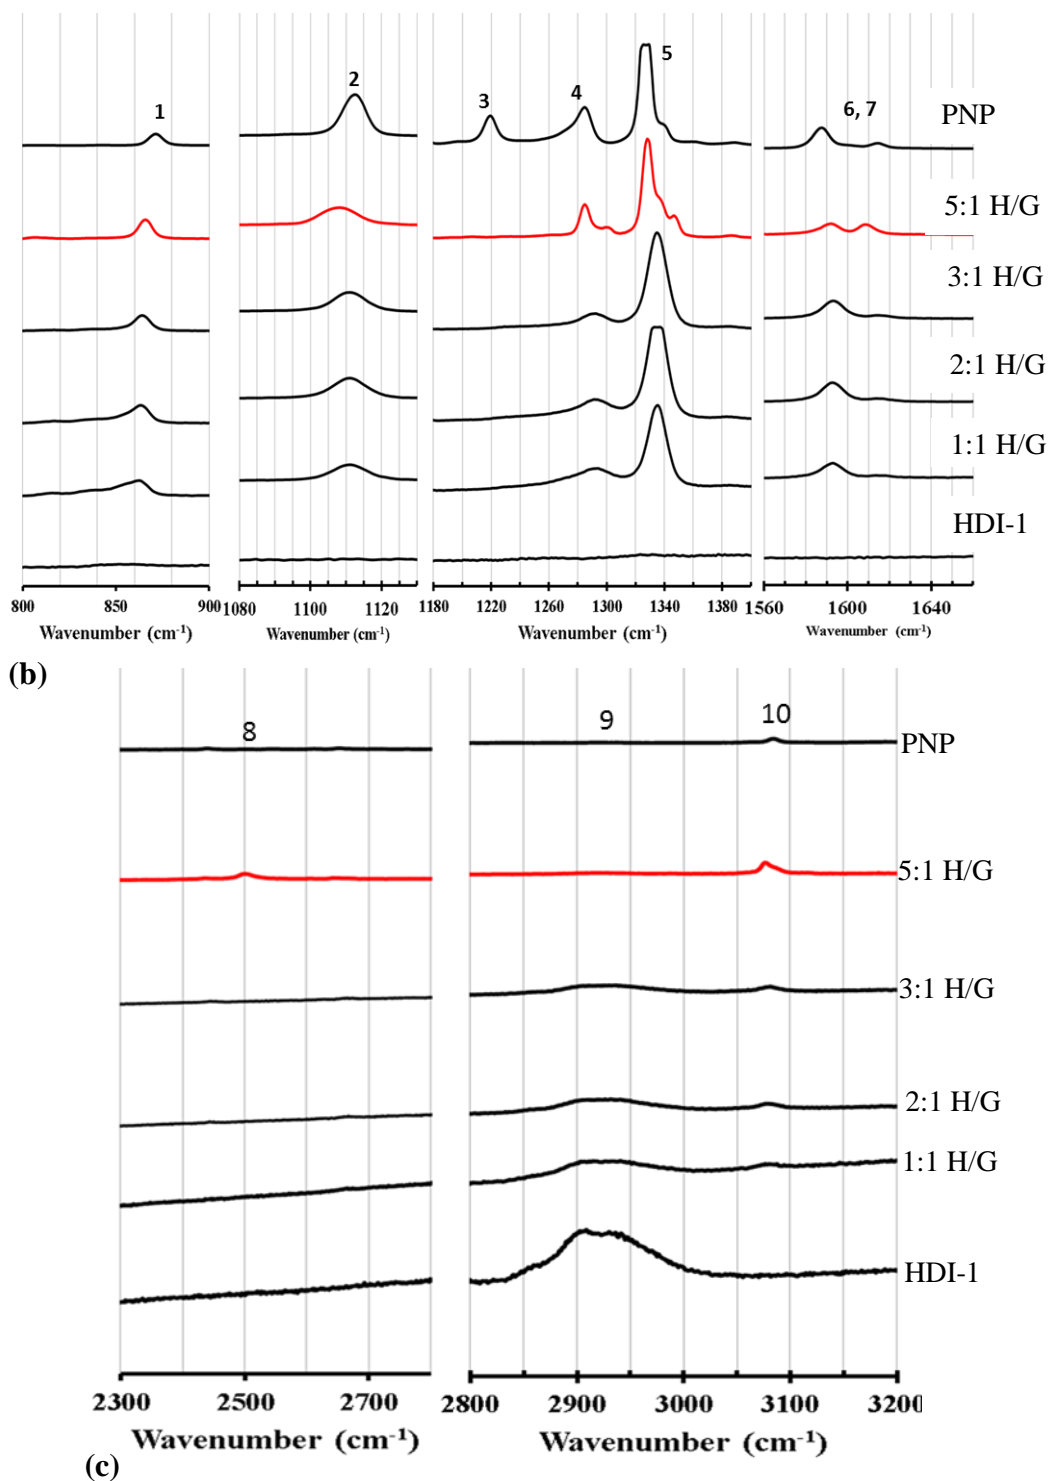 1
2
3
4
5
6, 7
PNP
5:1 H/G
3:1 H/G
2:1 H/G
1:1 H/G
HDI-1
800 850 900
1080 1100 1120
1180 1220 1260 1300 1340 1380
1560 1600 1640
Wavenumber (cm-1)
Wavenumber (cm-1)
Wavenumber (cm-1)
Wavenumber (cm-1)
(b)
8
9
10
PNP
5:1 H/G
3:1 H/G
2:1 H/G
1:1 H/G
HDI-1
2300 2500 2700
2800 2900 3000 3100 3200
Wavenumber (cm-1)
Wavenumber (cm-1)
(c)